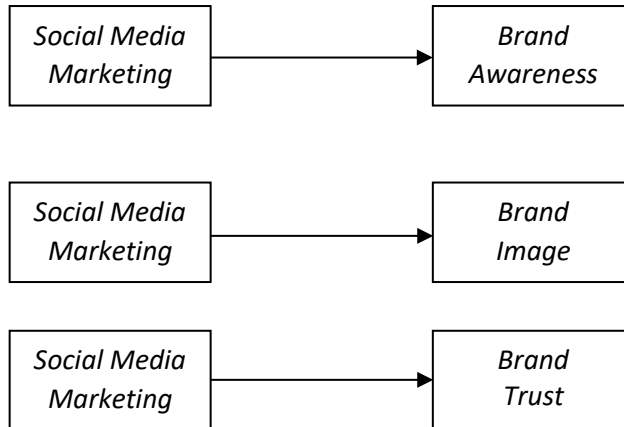 Social Media
Marketing
Brand
Awareness
Social Media
Marketing
Brand
Image
Social Media
Marketing
Brand
Trust